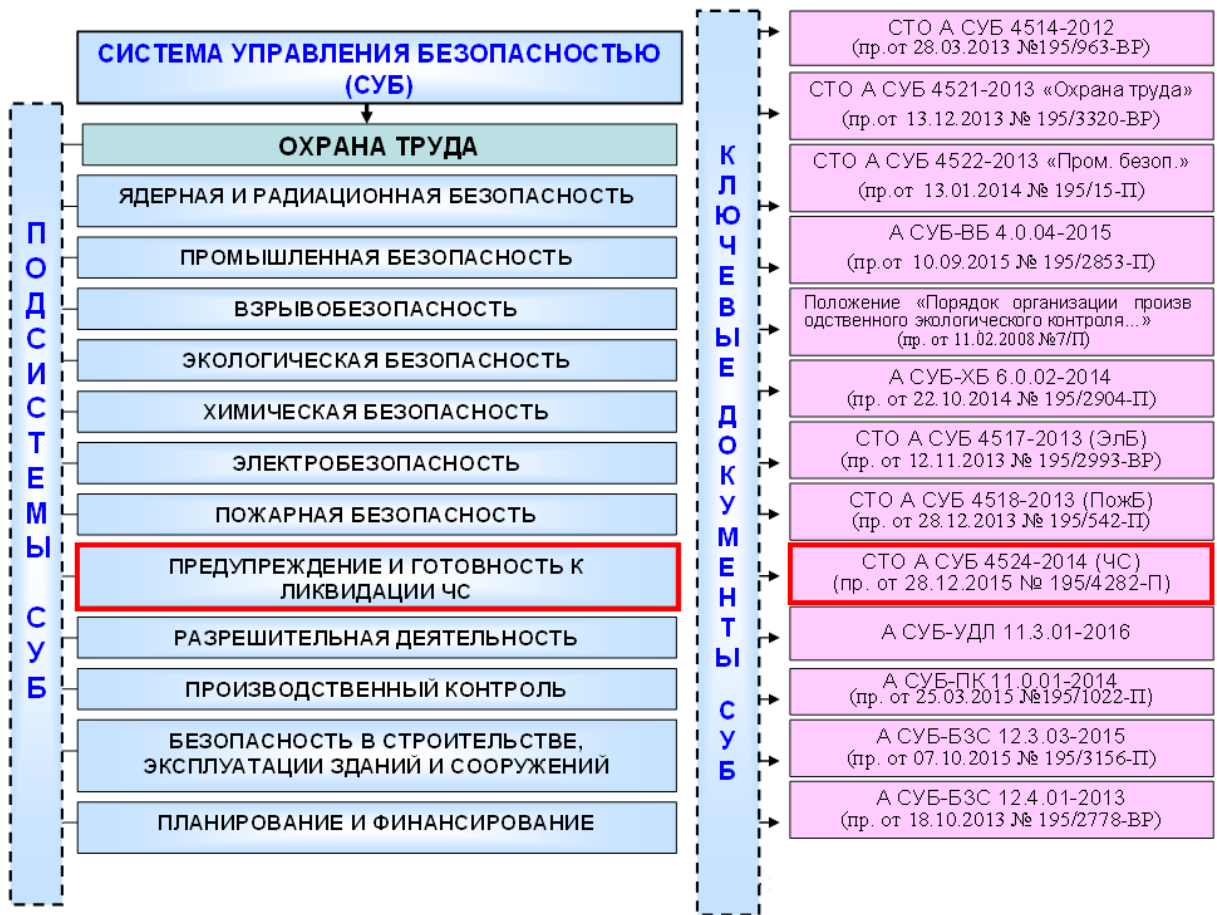 СИСТЕМА УПРАВЛЕНИЯ БЕЗОПАСНОСТЬЮ
(СУБ)
ПОДСИСТЕМЫ СУБ
ОХРАНА ТРУДА
ЯДЕРНАЯ И РАДИАЦИОННАЯ БЕЗОПАСНОСТЬ
ПРОМЫШЛЕННАЯ БЕЗОПАСНОСТЬ
ВЗРЫВОБЕЗОПАСНОСТЬ
ЭКОЛОГИЧЕСКАЯ БЕЗОПАСНОСТЬ
ХИМИЧЕСКАЯ БЕЗОПАСНОСТЬ
ЭЛЕКТРОБЕЗОПАСНОСТЬ
ПОЖАРНАЯ БЕЗОПАСНОСТЬ
ПРЕДУПРЕЖДЕНИЕ И ГОТОВНОСТЬ К
ЛИКВИДАЦИИ ЧС
РАЗРЕШИТЕЛЬНАЯ ДЕЯТЕЛЬНОСТЬ
ПРОИЗВОДСТВЕННЫЙ КОНТРОЛЬ
БЕЗОПАСНОСТЬ В СТРОИТЕЛЬСТВЕ,
ЭКСПЛУАТАЦИИ ЗДАНИЙ И СООРУЖЕНИЙ
ПЛАНИРОВАНИЕ И ФИНАНСИРОВАНИЕ
КЛЮЧЕВЫЕ ДОКУМЕНТЫ СУБ
СТО А СУБ 4514-2012
(пр.от 28.03.2013 №195/963-ВР)
СТО А СУБ 4521-2013 «Охрана труда»
(пр.от 13.12.2013 № 195/3320-ВР)
СТО А СУБ 4522-2013 «Пром. безоп.»
(пр.от 13.01.2014 № 195/15-П)
А СУБ-ВБ 4.0.04-2015
(пр.от 10.09.2015 № 195/2853-П)
Положение «Порядок организации произв
одственного экологического контроля...»
(пр. от 11.02.2008 №7/П)
А СУБ-ХБ 6.0.02-2014
(пр. от 22.10.2014 № 195/2904-П)
СТО А СУБ 4517-2013 (ЭлБ)
(пр. от 12.11.2013 № 195/2993-ВР)
СТО А СУБ 4518-2013 (ПожБ)
(пр. от 28.12.2013 № 195/542-П)
СТО А СУБ 4524-2014 (ЧС)
(пр. от 28.12.2015 № 195/4282-П)
А СУБ-УДЛ 11.3.01-2016
А СУБ-ПК 11.0.01-2014
(пр. от 25.03.2015 №195/1022-П)
А СУБ-БЗС 12.3.03-2015
(пр. от 07.10.2015 № 195/3156-П)
А СУБ-БЗС 12.4.01-2013
(пр. от 18.10.2013 № 195/2778-ВР)